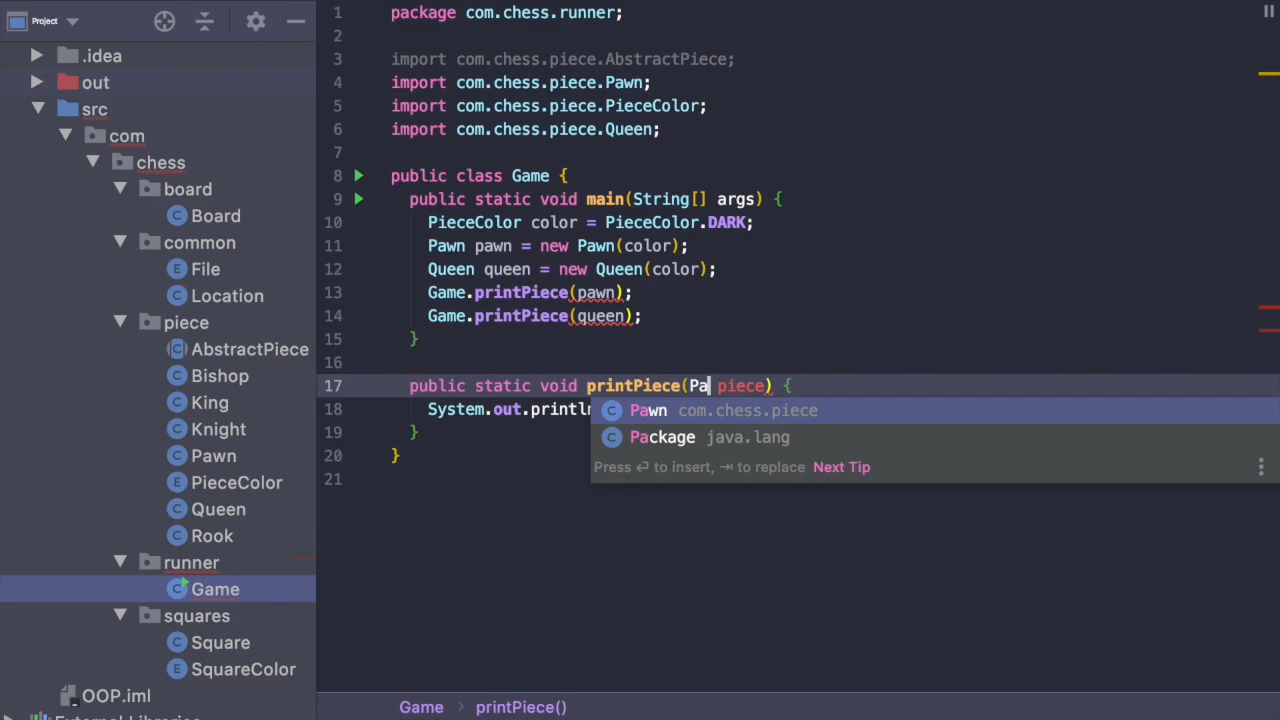 Project
.idea
out
src
com
chess
board
Board
common
File
Location
piece
AbstractPiece
Bishop
King
Knight
Pawn
PieceColor
Queen
Rook
runner
Game
squares
Square
SquareColor
OOP.iml
External Libraries
1 package com.chess.runner;
2
3 import com.chess.piece.AbstractPiece;
4 import com.chess.piece.Pawn;
5 import com.chess.piece.PieceColor;
6 import com.chess.piece.Queen;
7
8 public class Game {
9 public static void main(String[] args) {
10 PieceColor color = PieceColor.DARK;
11 Pawn pawn = new Pawn(color);
12 Queen queen = new Queen(color);
13 Game.printPiece(pawn);
14 Game.printPiece(queen);
15 }
16
17 public static void printPiece(Pa piece) {
18 System.out.println
19 }
20 }
21
Pawn com.chess.piece
Package java.lang
Press ⏎ to insert, ⇥ to replace Next Tip
Game › printPiece()